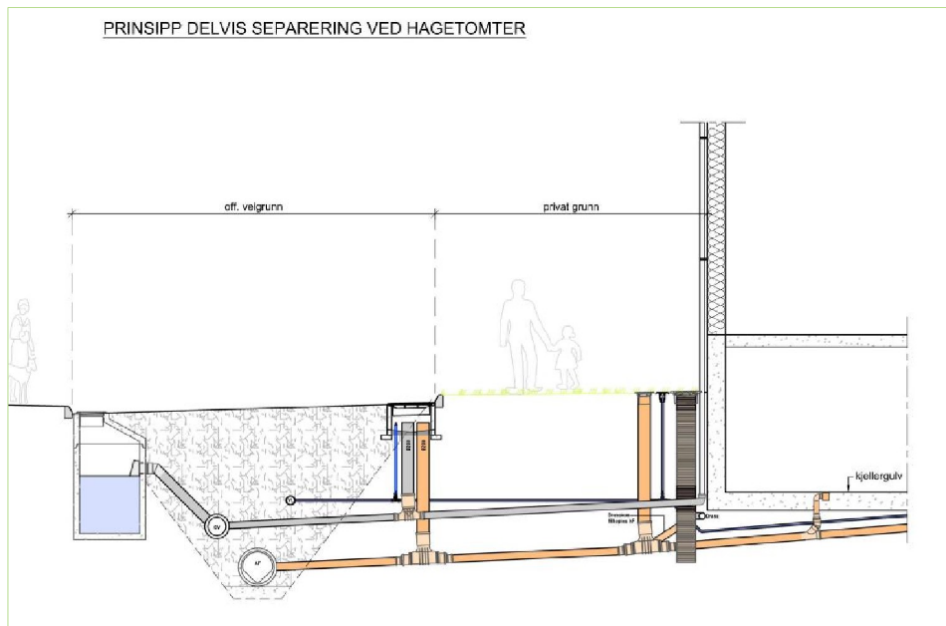 PRINSIPP DELVIS SEPARERING VED HAGETOMTER
off. veigrunn
privat grunn
kjellergulv
OV
AF